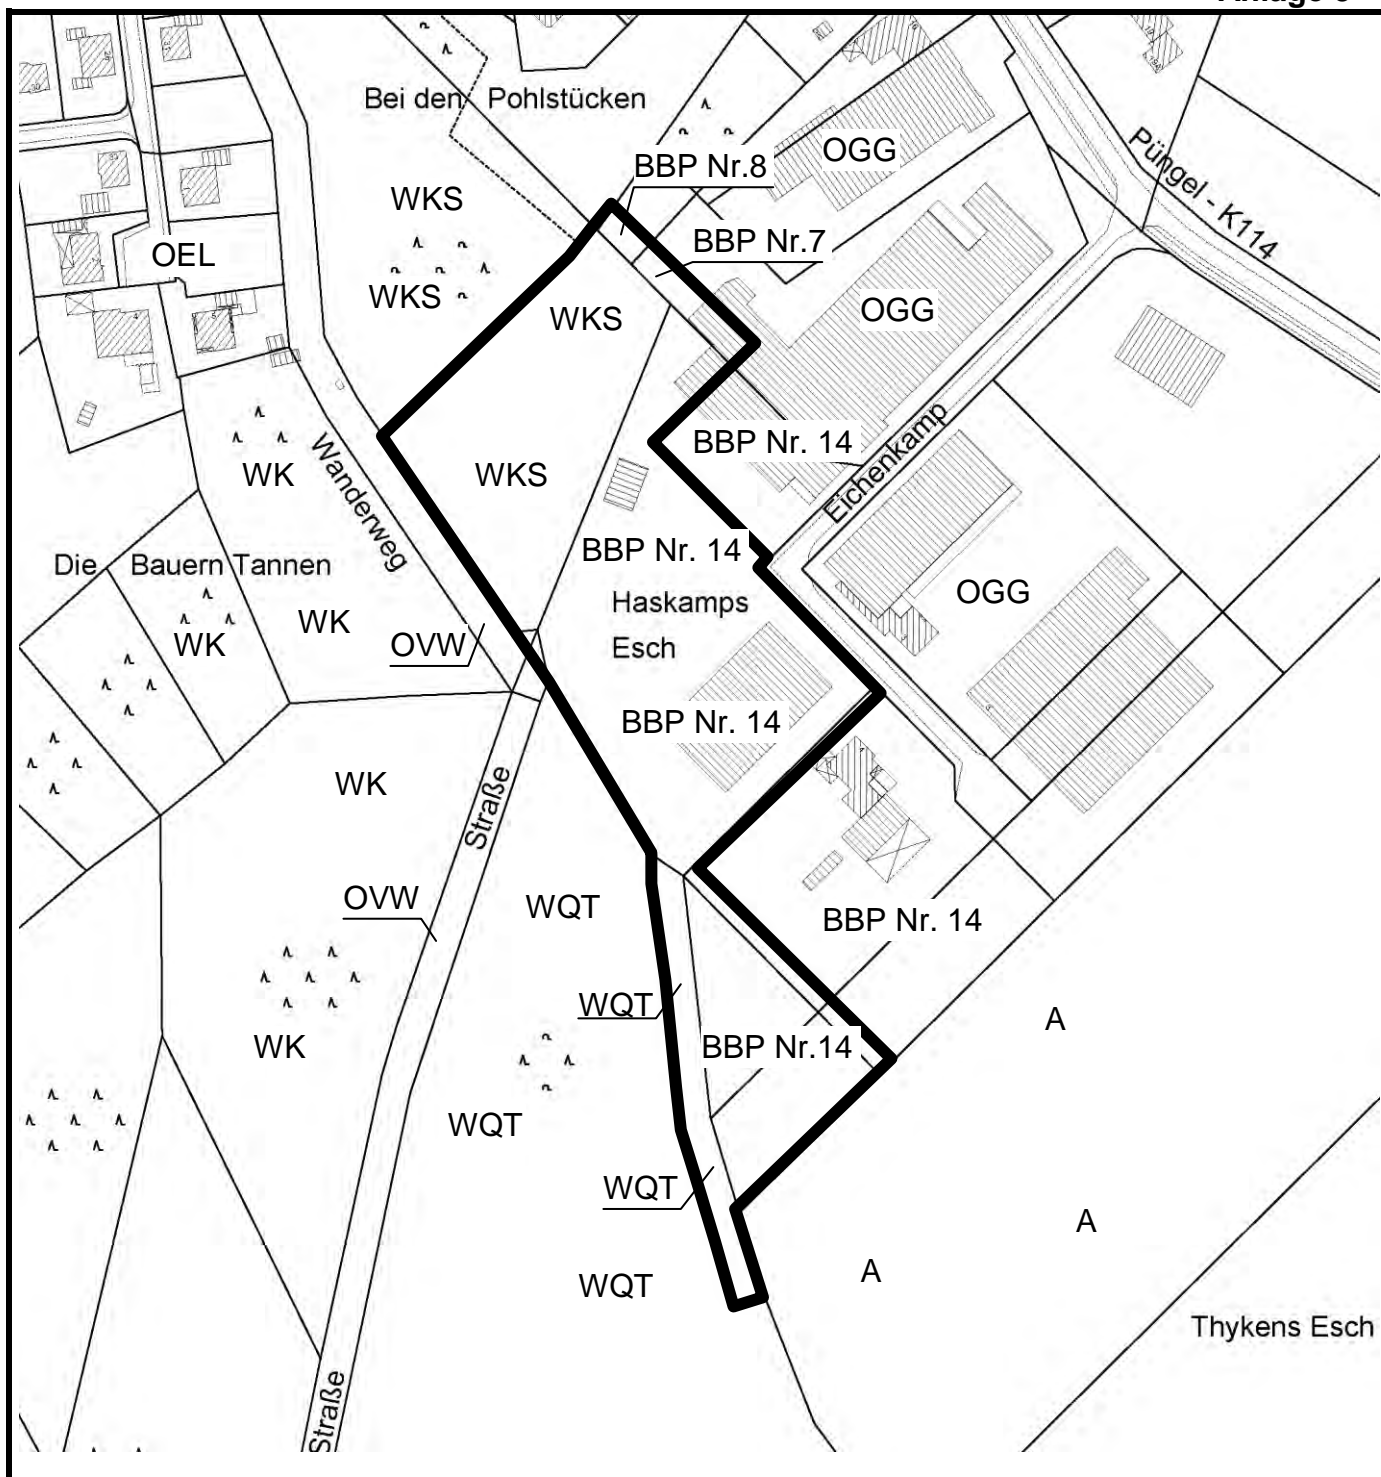 Bei den Pohlstücken
OGG
BBP Nr.8
Püngel - K114
WKS
BBP Nr.7
OEL
WKS
WKS
OGG
BBP Nr. 14
Eichenkamp
WK
Wanderweg
WKS
BBP Nr. 14
Die Bauern Tannen
OGG
Haskamps
Esch
WK
WK
OVW
BBP Nr. 14
WK
Straße
OVW
WQT
BBP Nr. 14
WQT
A
WK
BBP Nr.14
WQT
WQT
A
WQT
A
Thykens Esch
Straße